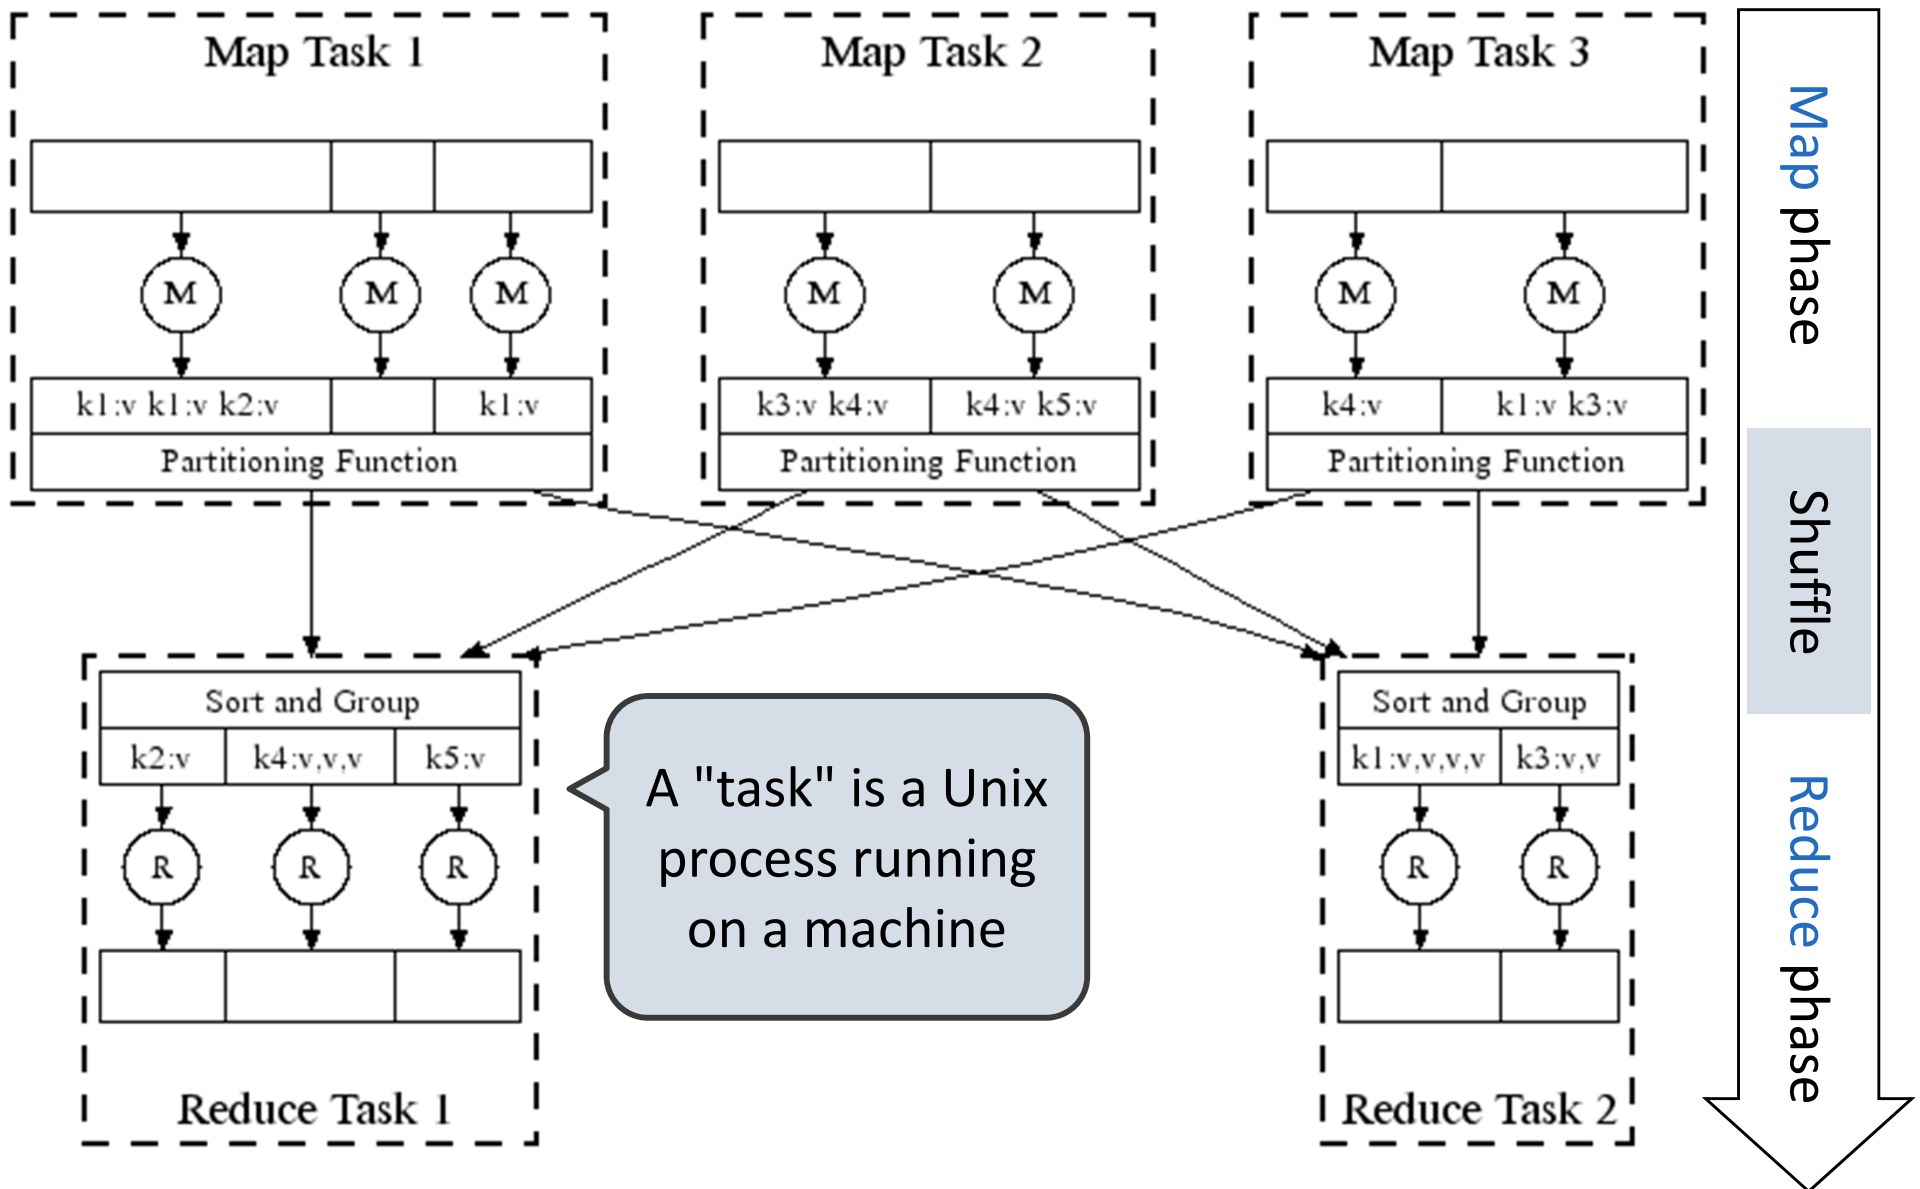 Map Task 1
Map Task 2
Map Task 3
M
M
M
M
M
M
M
k1:v k1:v k2:v
k1:v
k3:v k4:v
k4:v k5:v
k4:v
k1:v k3:v
Partitioning Function
Partitioning Function
Partitioning Function
Sort and Group
k2:v
k4:v,v,v
k5:v
R
R
R
Reduce Task 1
A "task" is a Unix
process running
on a machine
Sort and Group
k1:v,v,v,v
k3:v,v
R
R
Reduce Task 2
Map phase
Shuffle
Reduce phase